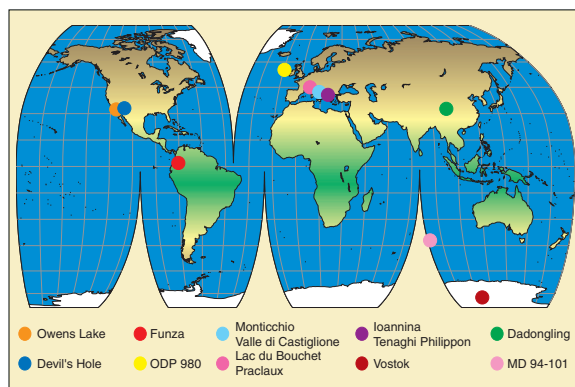 Owens Lake
Funza
Monticchio
Valle di Castiglione
Ioannina
Tenaghi Philippon
Dadongling
Devil's Hole
ODP 980
Lac du Bouchet
Praclaux
Vostok
MD 94-101